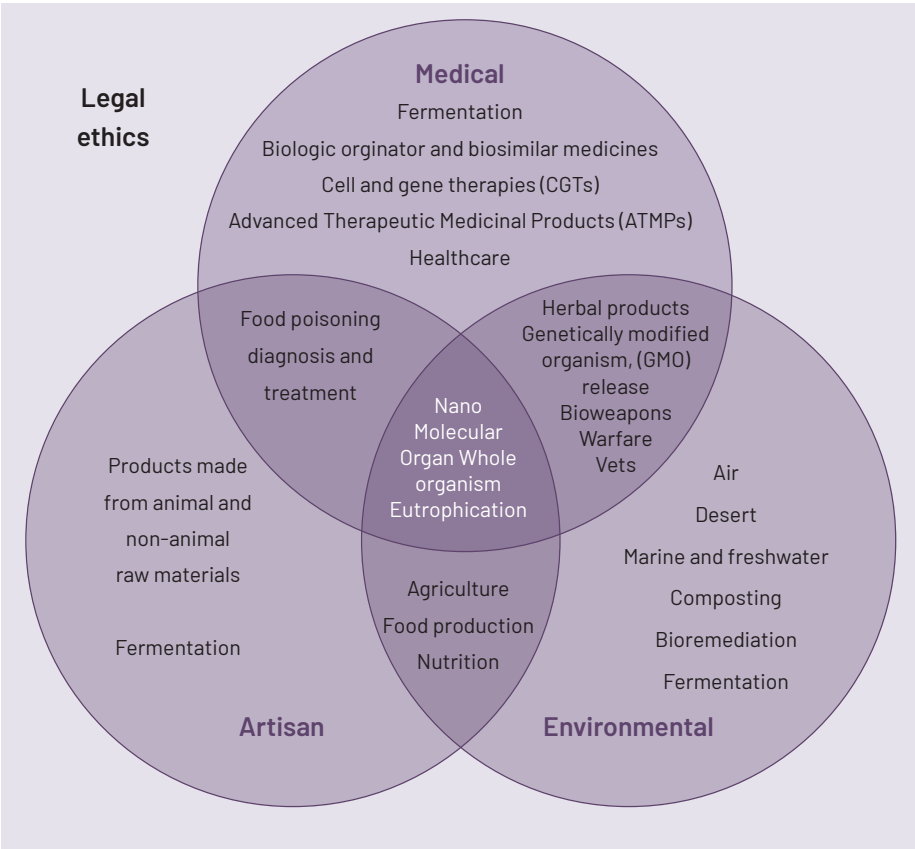 Legal
ethics
Medical
Fermentation
Biologic orginator and biosimilar medicines
Cell and gene therapies (CGTs)
Advanced Therapeutic Medicinal Products (ATMPs)
Healthcare
Food poisoning
diagnosis and
treatment
Herbal products
Genetically modified
organism, (GMO)
release
Bioweapons
Warfare
Vets
Nano
Molecular
Organ Whole
organism
Eutrophication
Products made
from animal and
non-animal
raw materials
Fermentation
Artisan
Agriculture
Food production
Nutrition
Air
Desert
Marine and freshwater
Composting
Bioremediation
Fermentation
Environmental